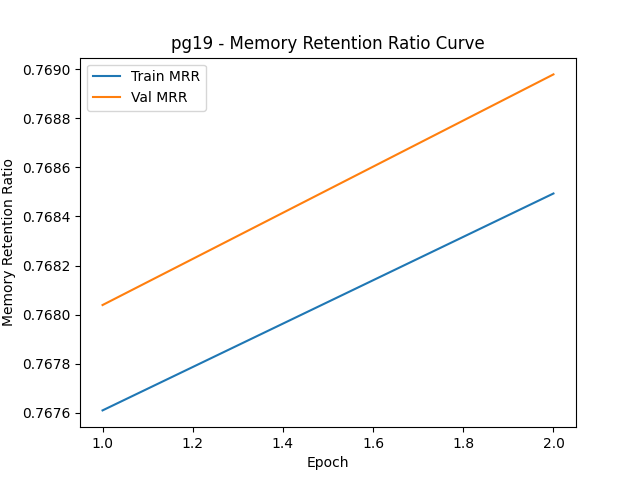 pg19 - Memory Retention Ratio Curve
Train MRR
Val MRR
Memory Retention Ratio
0.7690
0.7688
0.7686
0.7684
0.7682
0.7680
0.7678
0.7676
1.0 1.2 1.4 1.6 1.8 2.0
Epoch